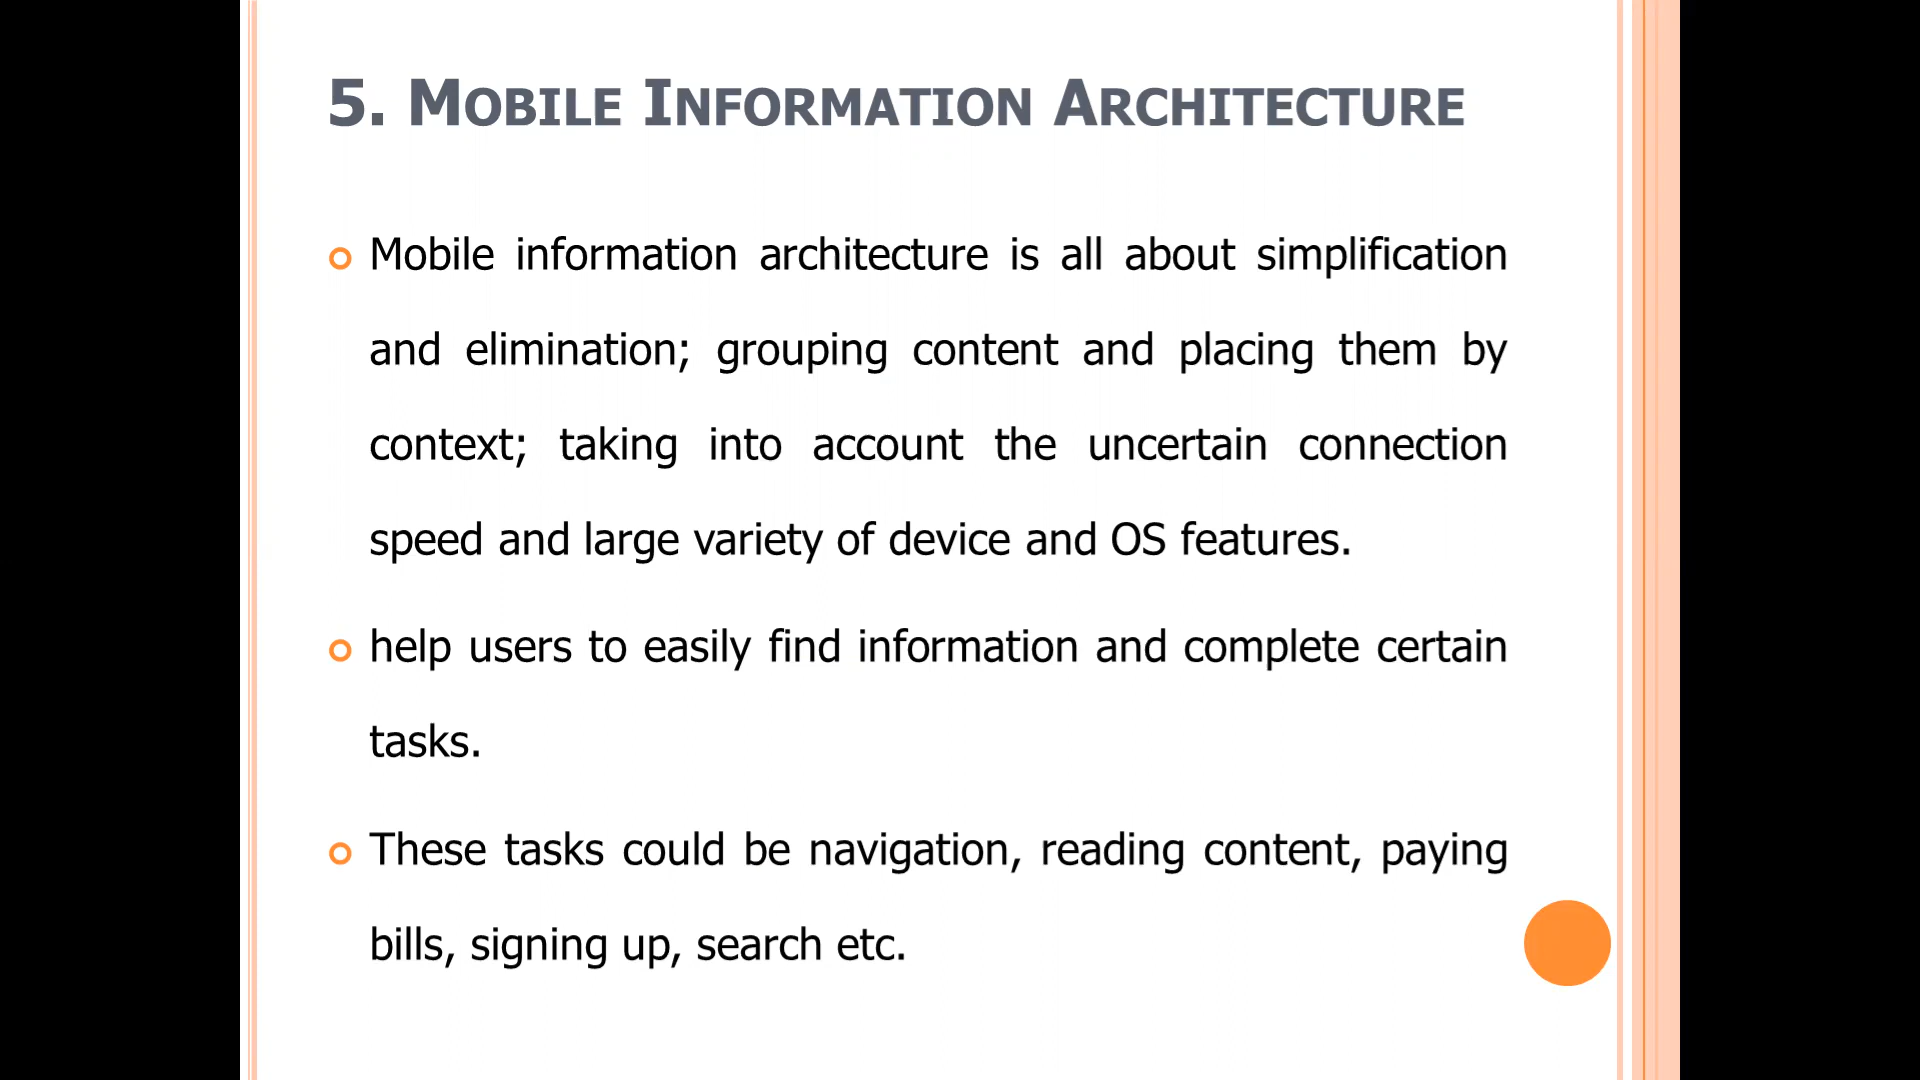 5. MOBILE INFORMATION ARCHITECTURE
Mobile information architecture is all about simplification
and elimination; grouping content and placing them by
context; taking into account the uncertain connection
speed and large variety of device and OS features.
help users to easily find information and complete certain
tasks.
These tasks could be navigation, reading content, paying
bills, signing up, search etc.